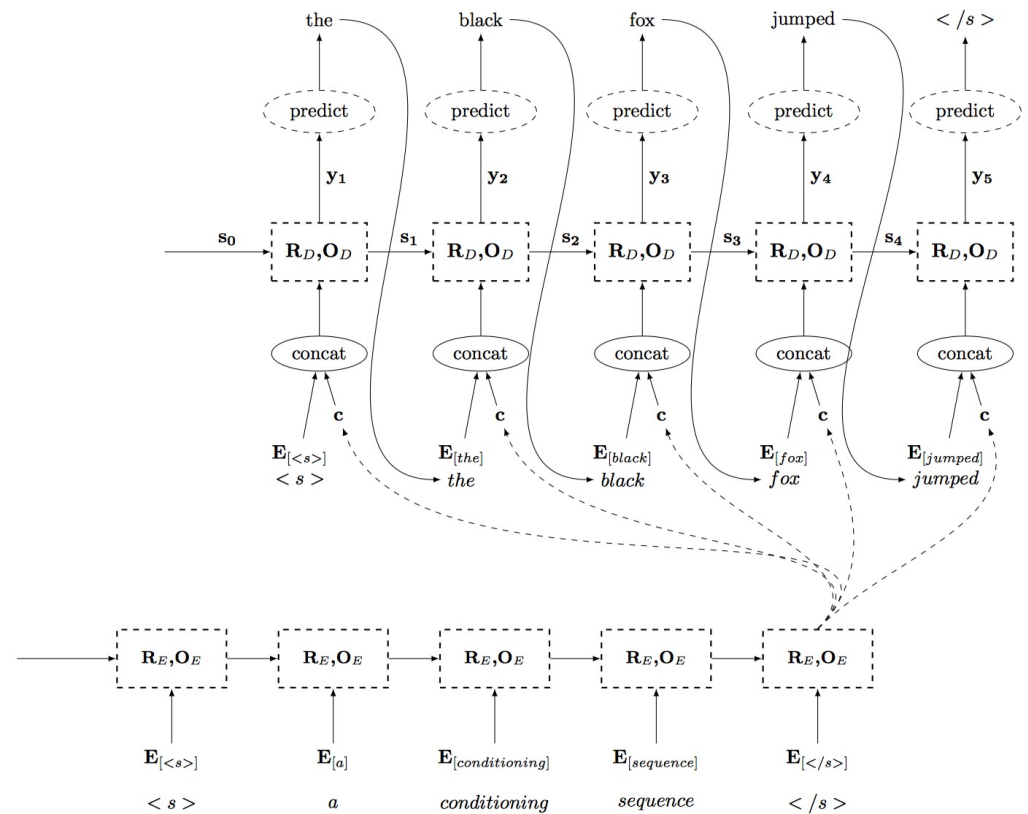 the black fox jumped </s>
predict predict predict predict predict
y1 y2 y3 y4 y5
s0 s1 s2 s3 s4
RD,OD RD,OD RD,OD RD,OD RD,OD
concat concat concat concat concat
c c c c c
E[<s>] E[the] E[black] E[fox] E[jumped]
<s> the black fox jumped
RE,OE RE,OE RE,OE RE,OE RE,OE
E[<s>] E[a] E[conditioning] E[sequence] E[</s>]
<s> a conditioning sequence </s>